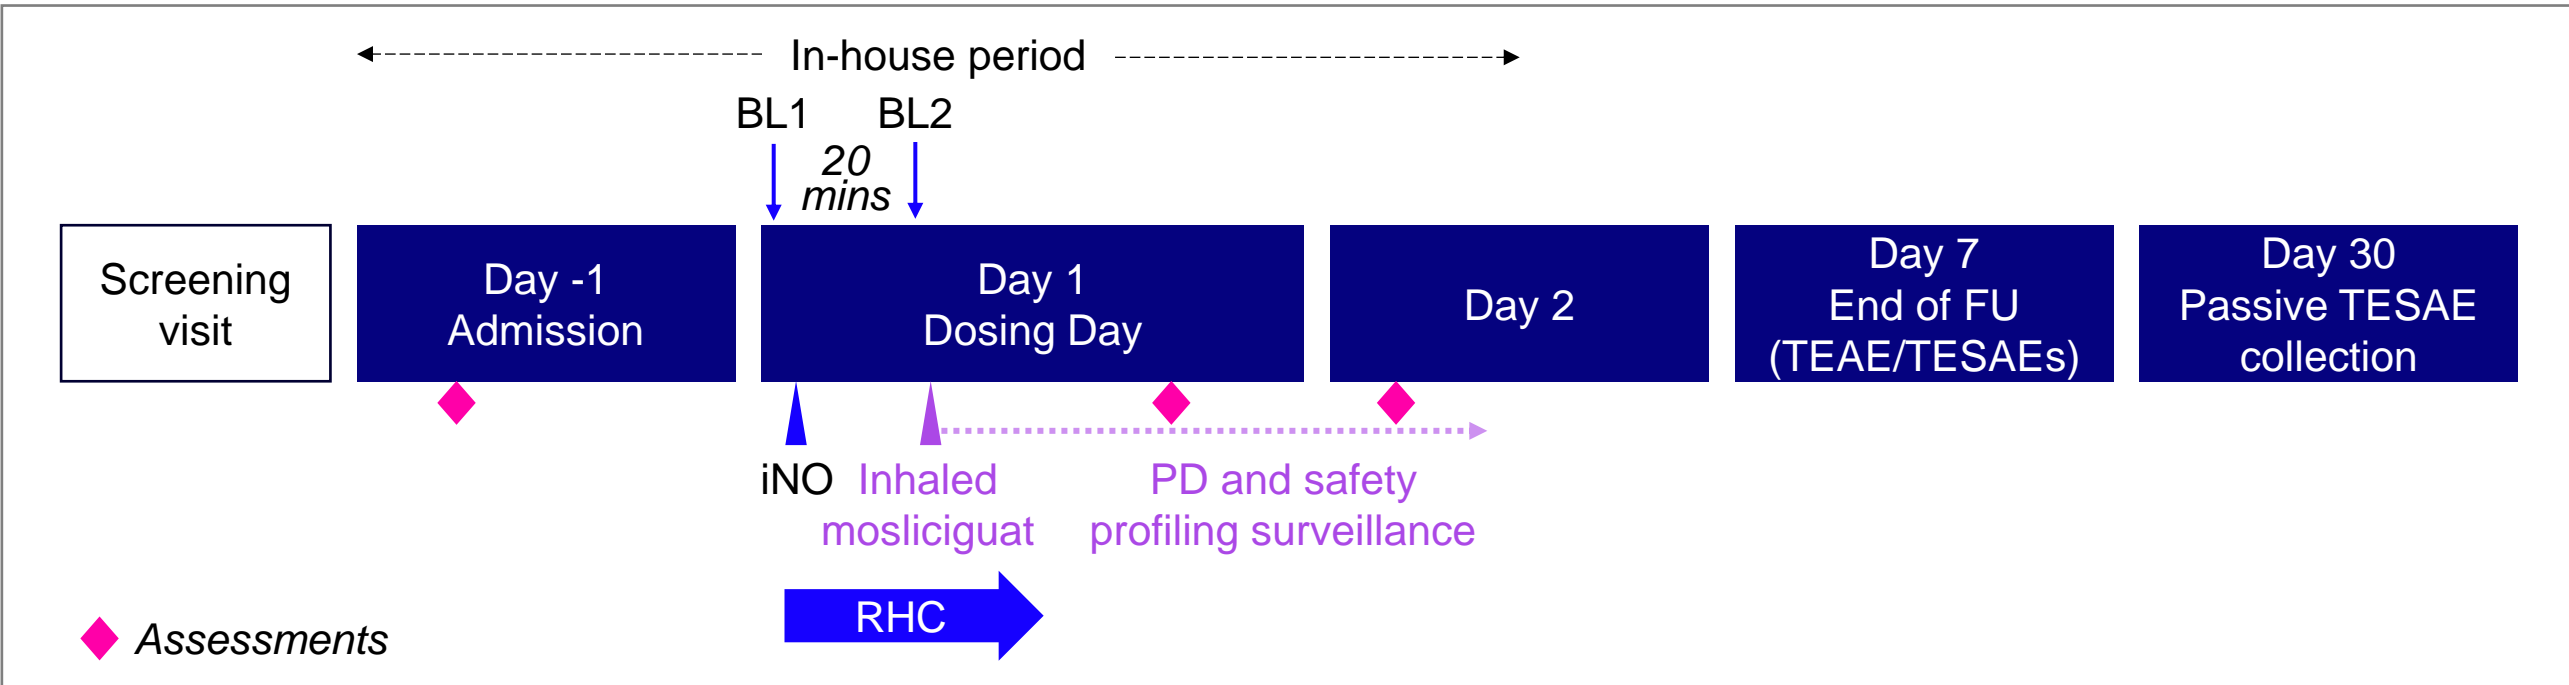 In-house period
BL1
BL2
20
mins
Screening
visit
Day -1
Admission
Day 1
Dosing Day
Day 2
Day 7
End of FU
(TEAE/TESAEs)
Day 30
Passive TESAE
collection
iNO
Inhaled
mosliciguat
PD and safety
profiling surveillance
RHC
Assessments